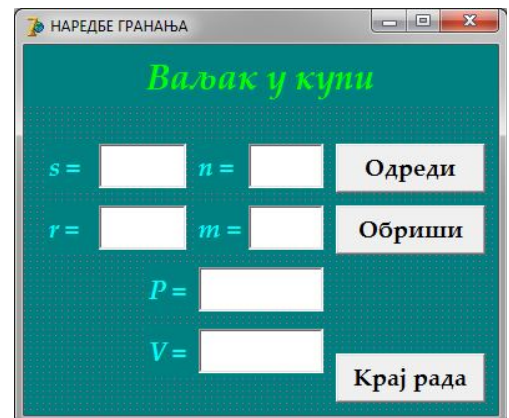 НАРЕДБЕ ГРАНАЊА
Ваљак у купи
s = n = Одреди
r = m = Обриши
P =
V =
Крај рада